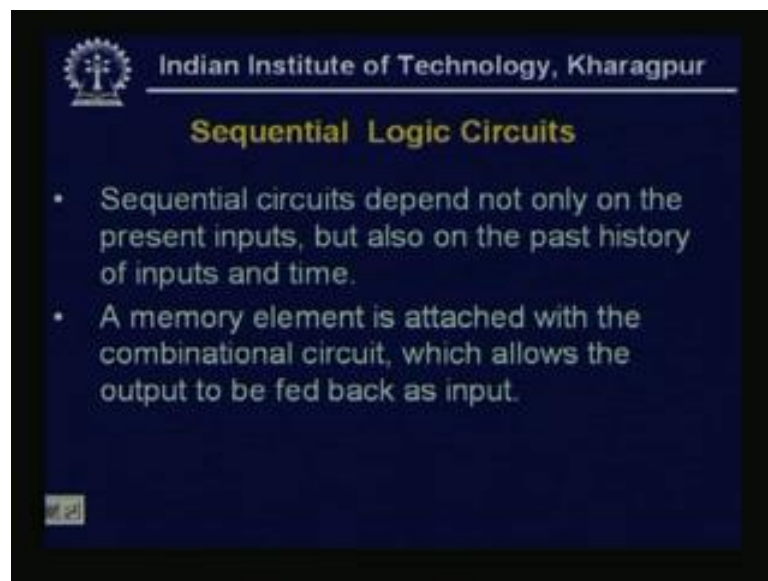 Indian Institute of Technology, Kharagpur
Sequential Logic Circuits
• Sequential circuits depend not only on the
present inputs, but also on the past history
of inputs and time.
• A memory element is attached with the
combinational circuit, which allows the
output to be fed back as input.